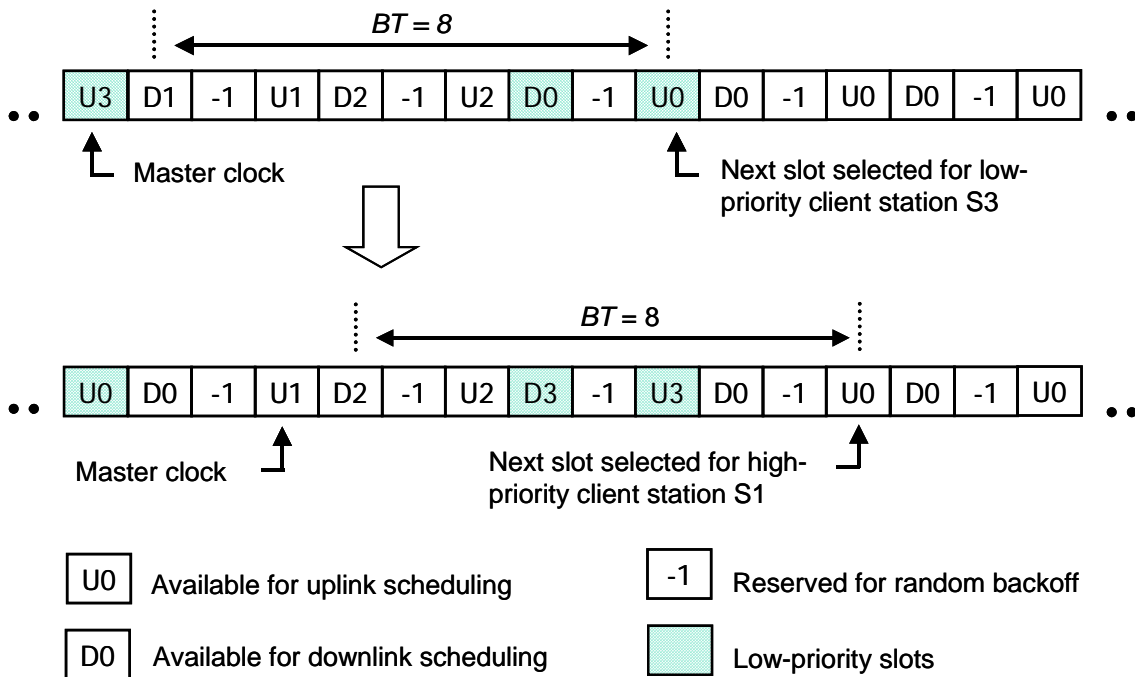 BT = 8
•• U3 D1 -1 U1 D2 -1 U2 D0 -1 U0 D0 -1 U0 D0 -1 U0 ••
Master clock
Next slot selected for low-
priority client station S3
BT = 8
•• U0 D0 -1 U1 D2 -1 U2 D3 -1 U3 D0 -1 U0 D0 -1 U0 ••
Master clock
Next slot selected for high-
priority client station S1
U0 Available for uplink scheduling
-1 Reserved for random backoff
D0 Available for downlink scheduling
Low-priority slots